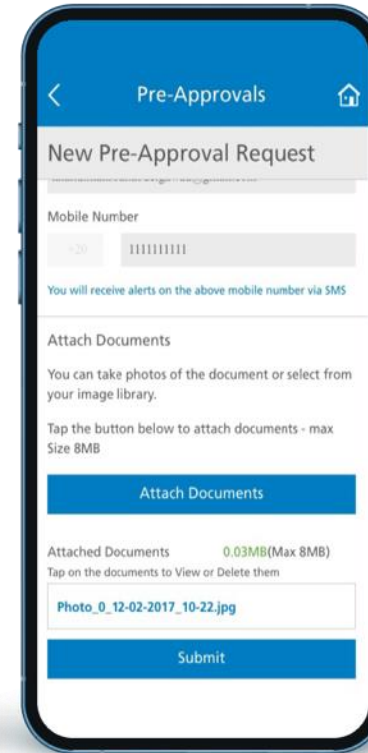 Pre-Approvals
New Pre-Approval Request
Mobile Number
+20 1111111111
You will receive alerts on the above mobile number via SMS
Attach Documents
You can take photos of the document or select from
your image library.
Tap the button below to attach documents - max
Size 8MB
Attach Documents
Attached Documents 0.03MB(Max 8MB)
Tap on the documents to View or Delete them
Photo_0_12-02-2017_10-22.jpg
Submit